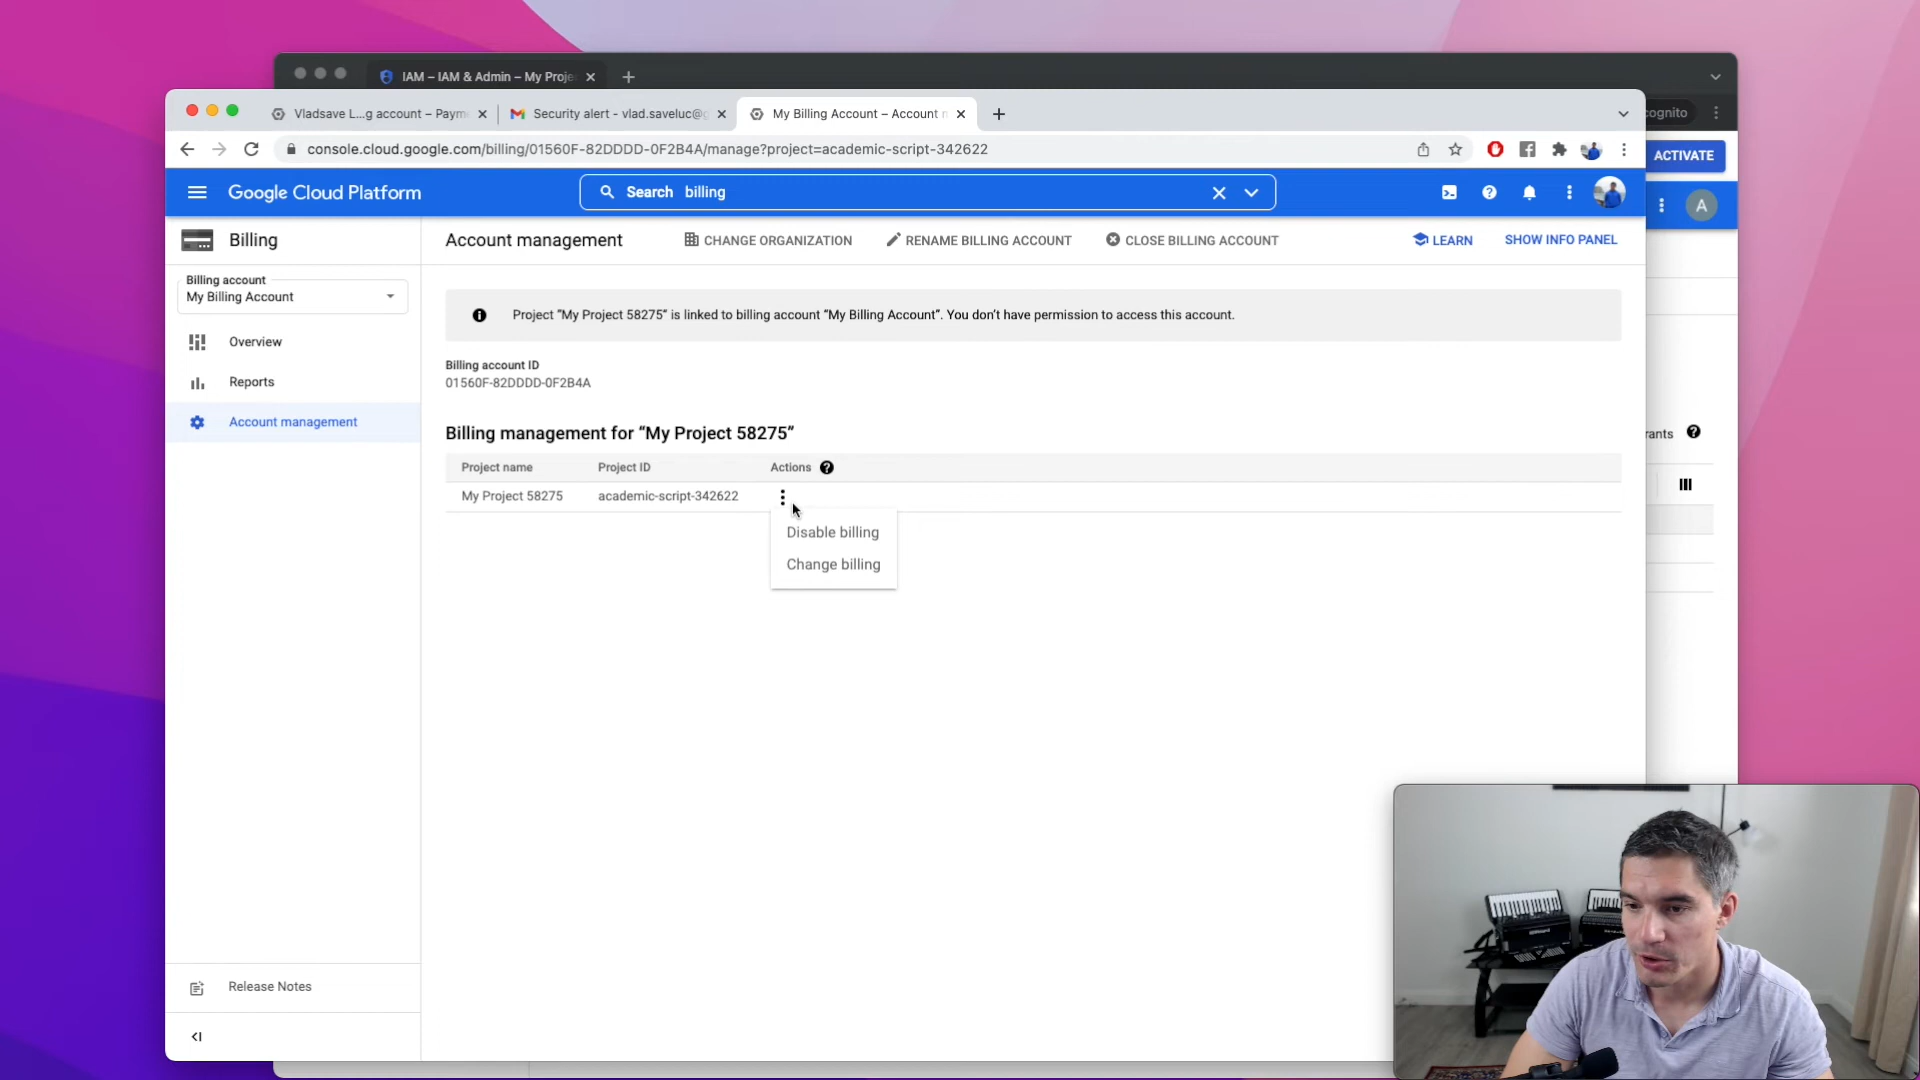 IAM – IAM & Admin – My Proje
Vladsave L...g account – Paym
Security alert - vlad.saveluc@g
My Billing Account – Account
cognito
console.cloud.google.com/billing/01560F-82DDDD-0F2B4A/manage?project=academic-script-342622
ACTIVATE
Google Cloud Platform
Search billing
A
Billing
Account management
CHANGE ORGANIZATION
RENAME BILLING ACCOUNT
CLOSE BILLING ACCOUNT
LEARN
SHOW INFO PANEL
Billing account
My Billing Account
Project "My Project 58275" is linked to billing account "My Billing Account". You don't have permission to access this account.
Overview
Reports
Account management
Billing account ID
01560F-82DDDD-0F2B4A
Billing management for “My Project 58275”
rants
Project name Project ID Actions
My Project 58275 academic-script-342622
Disable billing
Change billing
Release Notes